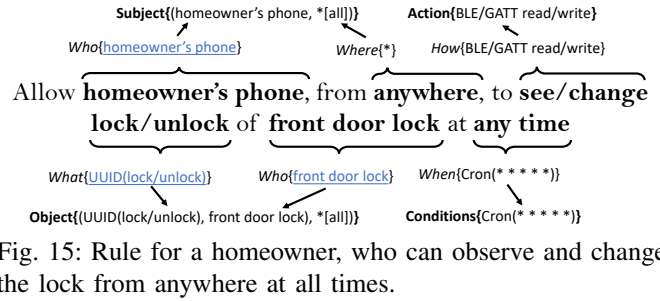 Subject{(homeowner's phone, *[all])} Action{BLE/GATT read/write}
Who{homeowner's phone} Where{*} How{BLE/GATT read/write}
Allow homeowner's phone, from anywhere, to see/change
lock/unlock of front door lock at any time
What{UUID(lock/unlock)} Who{front door lock} When{Cron(* * * * *)}
Object{(UUID(lock/unlock), front door lock), *[all])} Conditions{Cron(* * * * *)}
Fig. 15: Rule for a homeowner, who can observe and change
the lock from anywhere at all times.